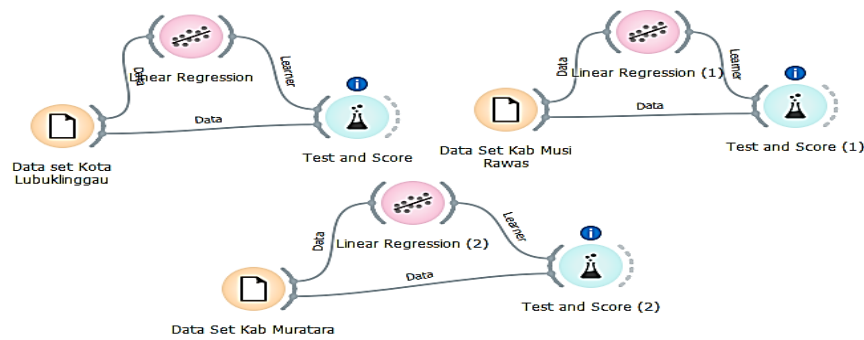 Data
Linear Regression
Learner
Data
Data set Kota
Lubuklinggau
Test and Score
Data
Linear Regression (1)
Learner
Data
Data Set Kab Musi
Rawas
Test and Score (1)
Data
Linear Regression (2)
Learner
Data
Data Set Kab Muratara
Test and Score (2)